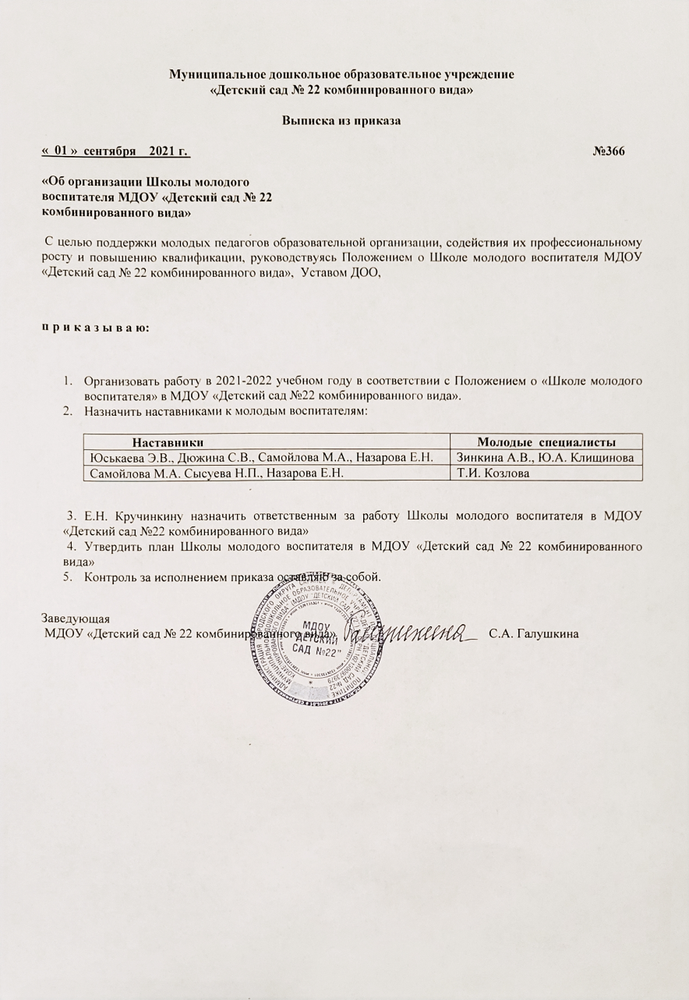 Муниципальное дошкольное образовательное учреждение
«Детский сад № 22 комбинированного вида»
Выписка из приказа
« 01 » сентября 2021 г. №366
«Об организации Школы молодого
воспитателя МДОУ «Детский сад № 22
комбинированного вида»
С целью поддержки молодых педагогов образовательной организации, содействия их профессиональному
росту и повышению квалификации, руководствуясь Положением о Школе молодого воспитателя МДОУ
«Детский сад № 22 комбинированного вида», Уставом ДОО,
п р и к а з ы в а ю:
1. Организовать работу в 2021-2022 учебном году в соответствии с Положением о «Школе молодого
воспитателя» в МДОУ «Детский сад №22 комбинированного вида».
2. Назначить наставниками к молодым воспитателям:
Наставники Молодые специалисты
Юськаева Э.В., Дюжина С.В., Самойлова М.А., Назарова Е.Н. Зинкина А.В., Ю.А. Клищинова
Самойлова М.А. Сысуева Н.П., Назарова Е.Н. Т.И. Козлова
3. Е.Н. Кручинкину назначить ответственным за работу Школы молодого воспитателя в МДОУ
«Детский сад №22 комбинированного вида»
4. Утвердить план Школы молодого воспитателя в МДОУ «Детский сад № 22 комбинированного
вида»
5. Контроль за исполнением приказа оставляю за собой.
Заведующая
МДОУ «Детский сад № 22 комбинированного вида» Галушкина С.А. Галушкина
МДОУ
"ДЕТСКИЙ
САД №22"